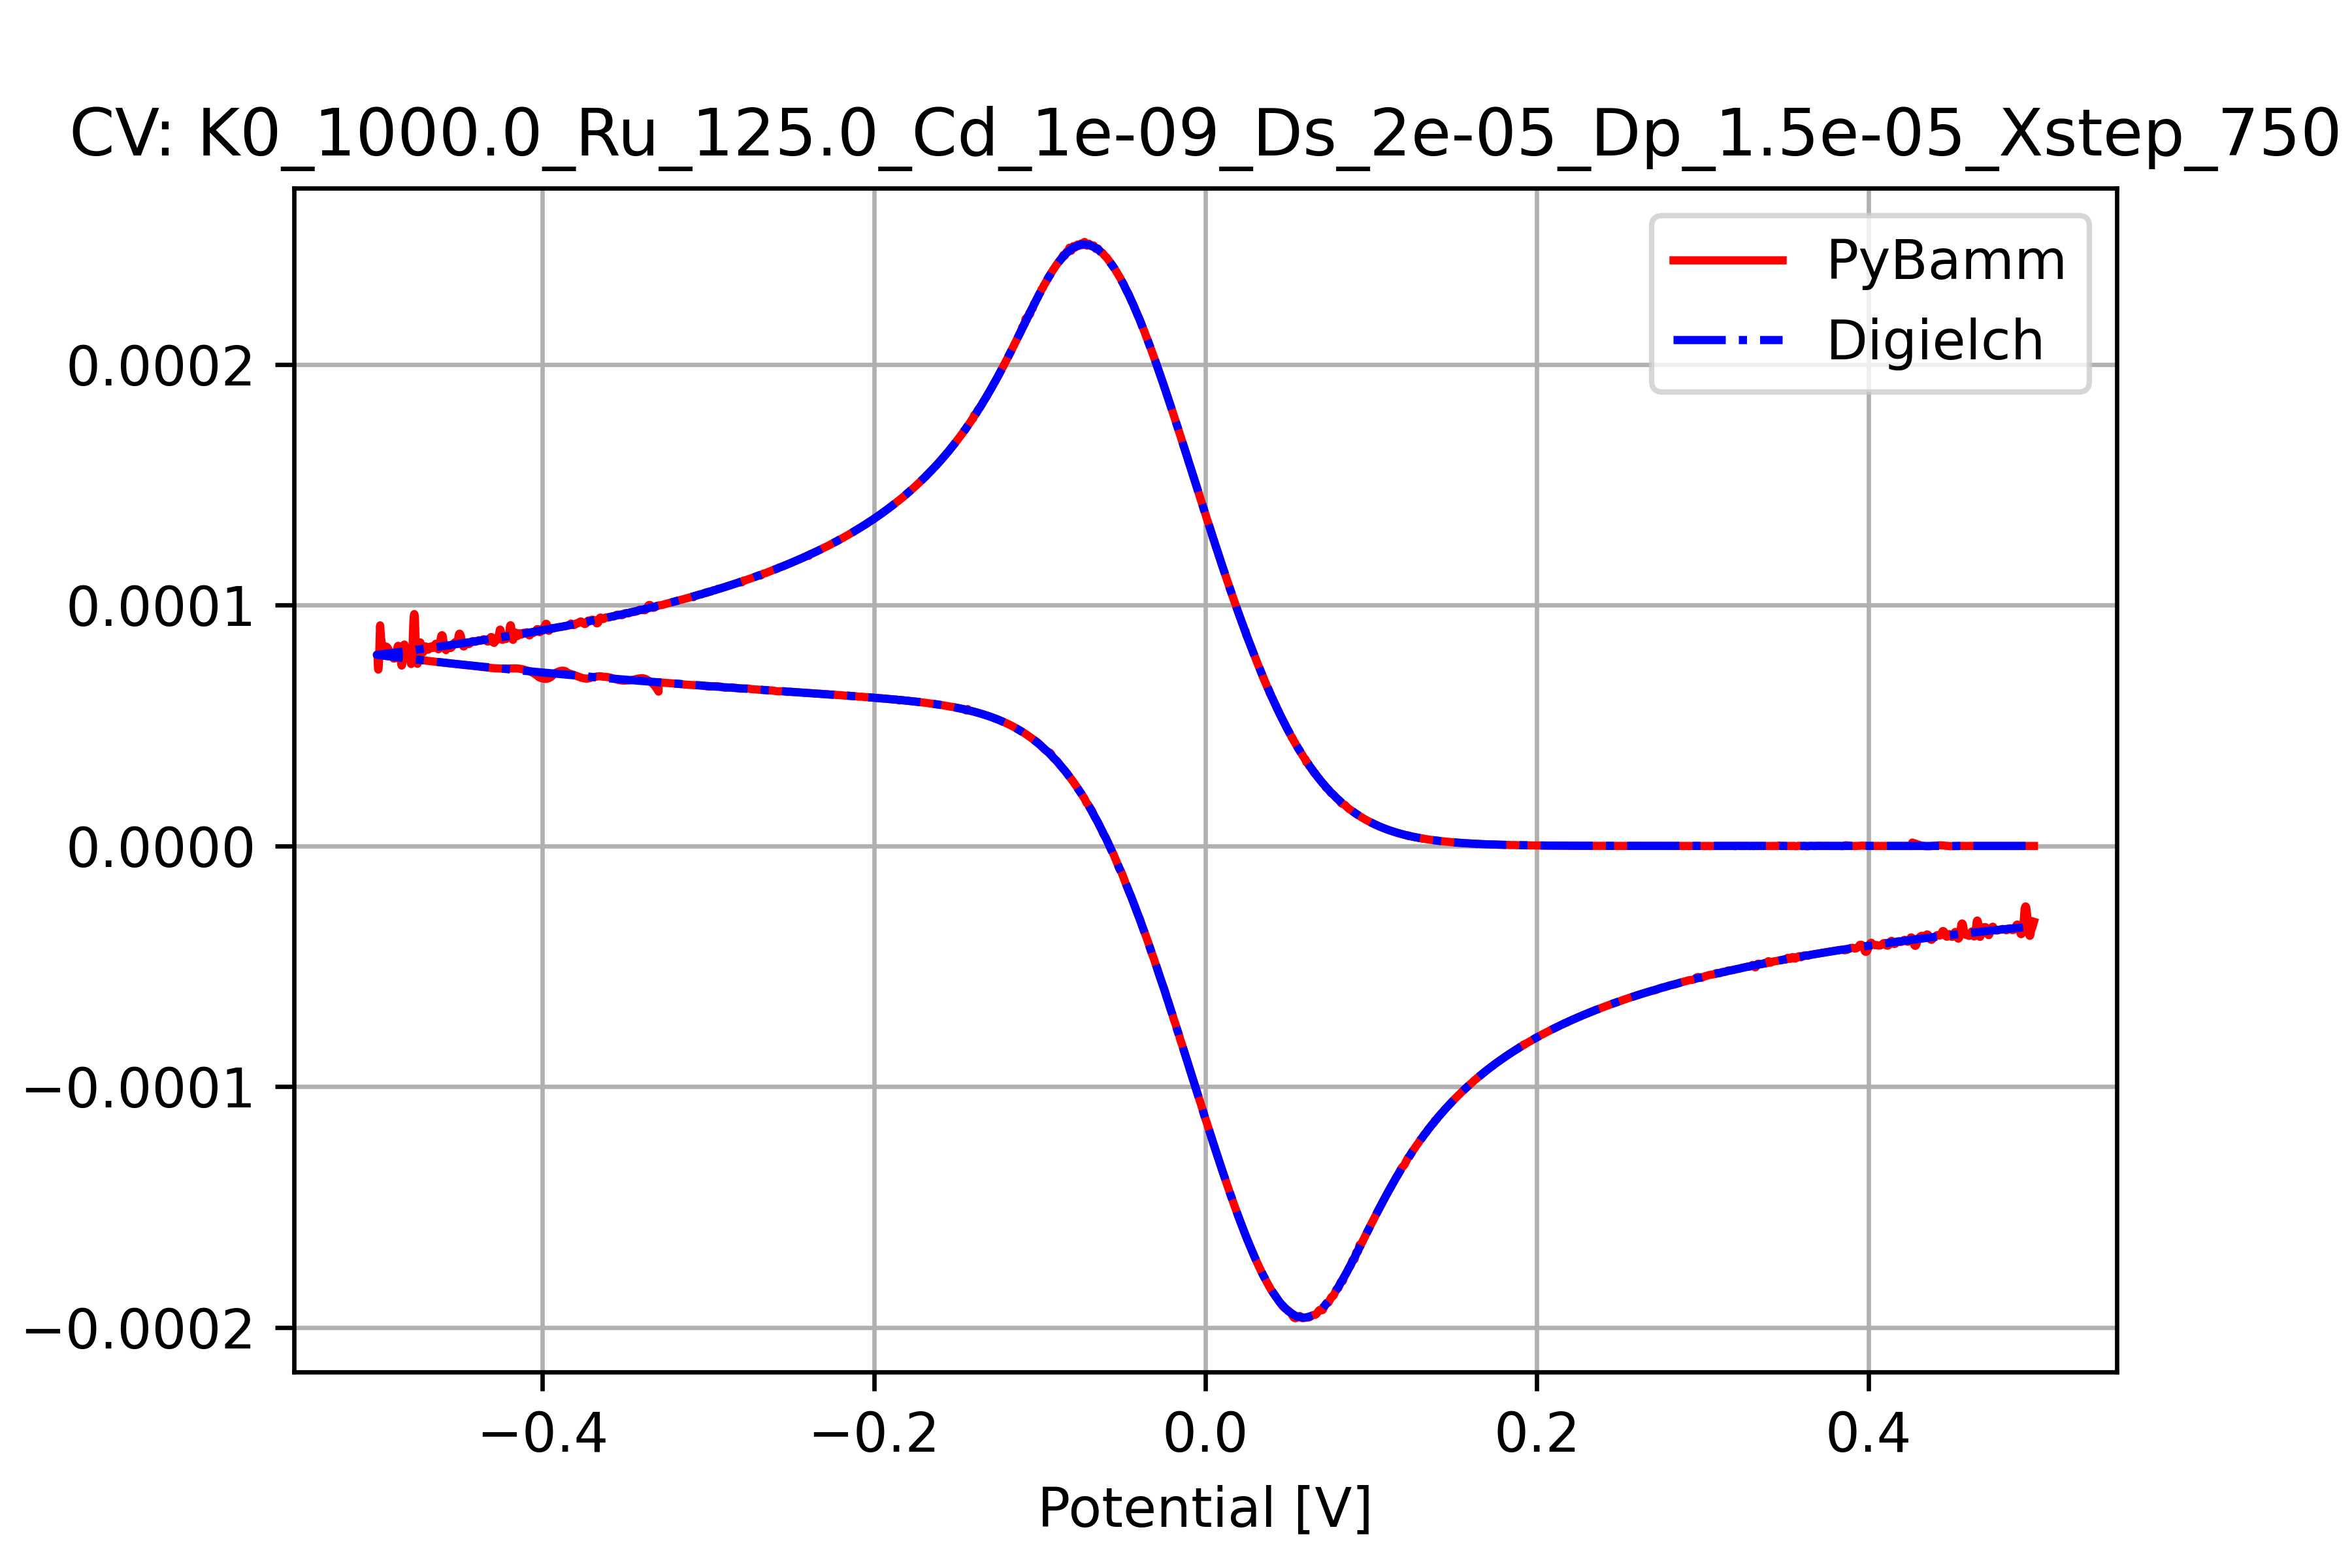 CV: K0_1000.0_Ru_125.0_Cd_1e-09_Ds_2e-05_Dp_1.5e-05_Xstep_750
PyBamm
Digielch
0.0002
0.0001
0.0000
−0.0001
−0.0002
−0.4 −0.2 0.0 0.2 0.4
Potential [V]